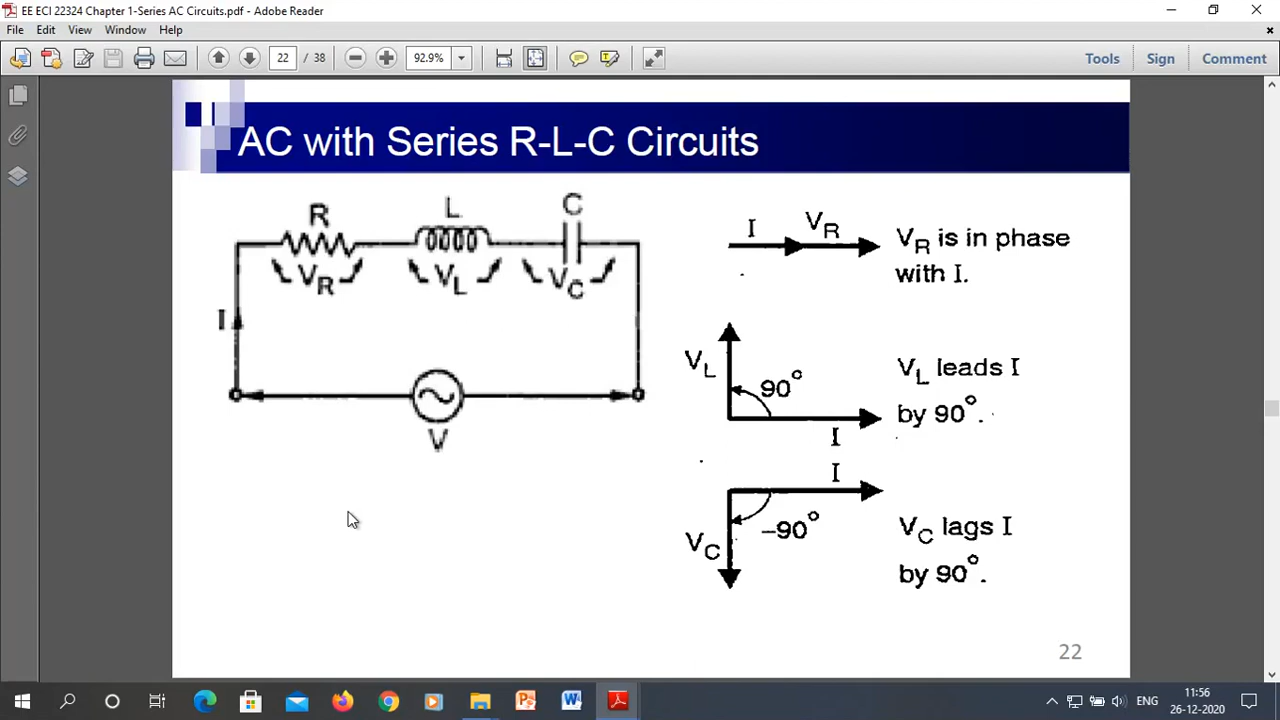 EE ECI 22324 Chapter 1-Series AC Circuits.pdf - Adobe Reader
File Edit View Window Help
22 / 38 92.9% Tools Sign Comment
AC with Series R-L-C Circuits
R L C
VR VL VC
I
V
I VR
VR is in phase
with I.
VL 90°
I
VL leads I
by 90°.
I
-90°
VC
VC lags I
by 90°.
22
ENG 11:56
26-12-2020